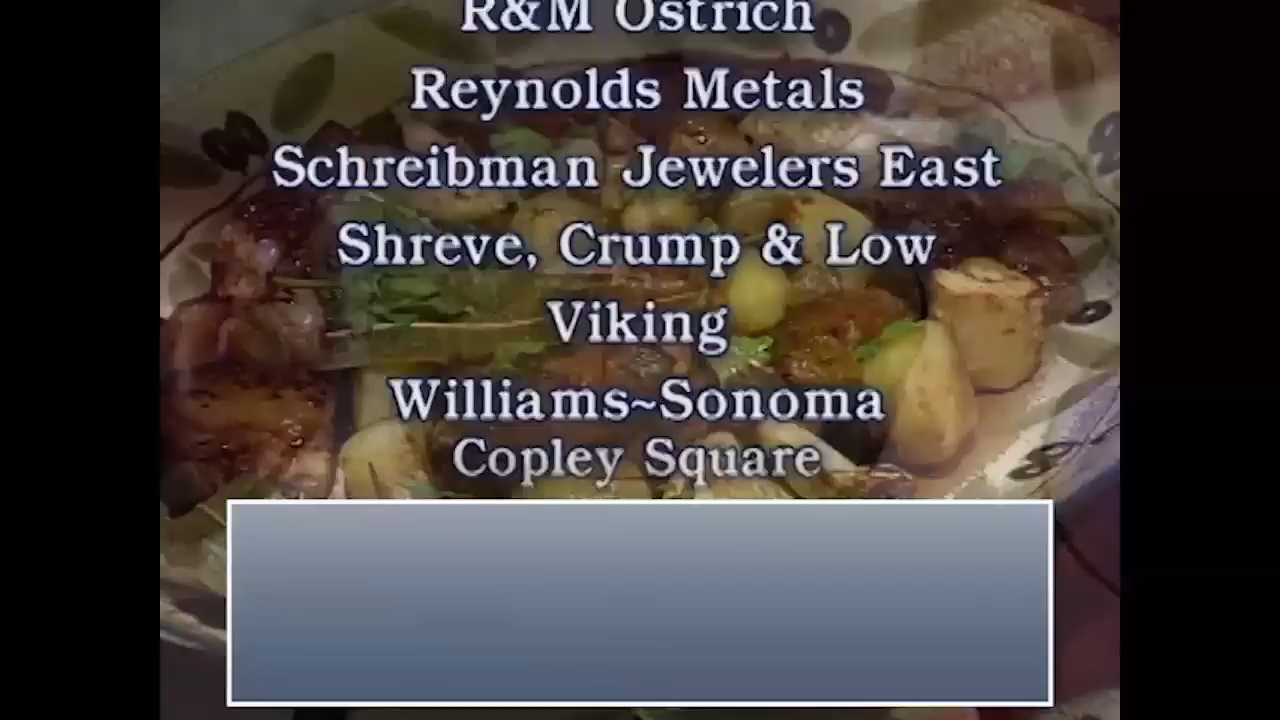 R&M Ostrich
Reynolds Metals
Schreibman Jewelers East
Shreve, Crump & Low
Viking
Williams~Sonoma
Copley Square